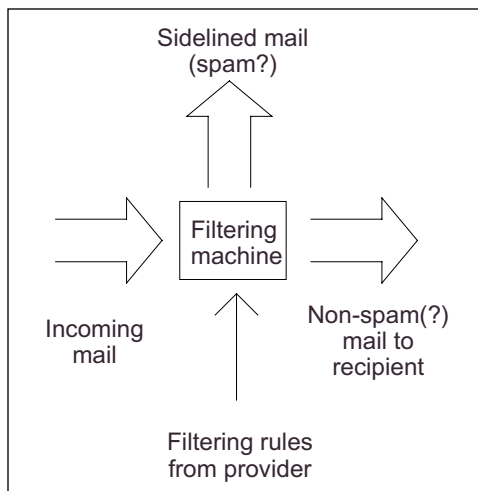 Sidelined mail
(spam?)
Filtering
machine
Incoming
mail
Non-spam(?)
mail to
recipient
Filtering rules
from provider